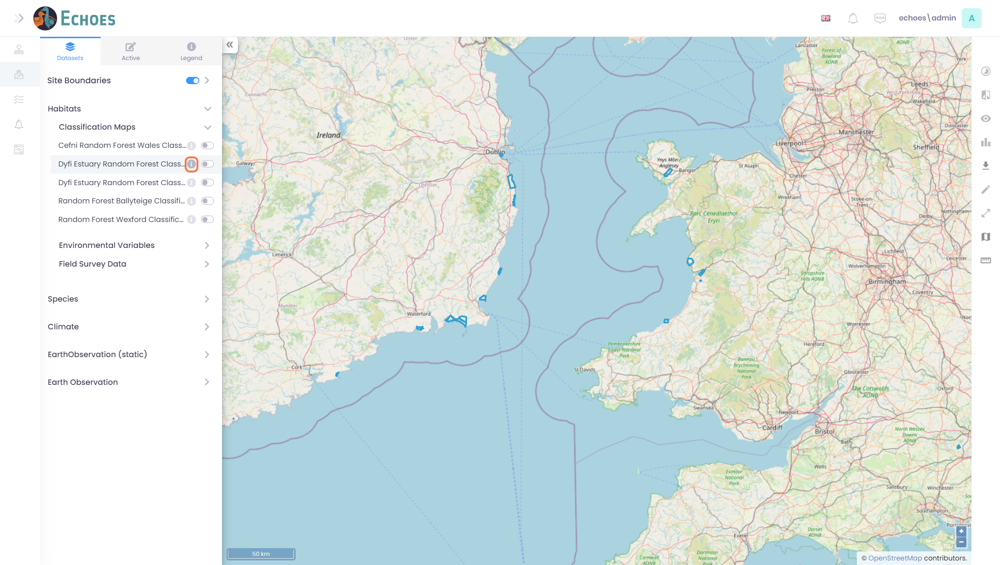 ECHOES
echoes\admin
A
Datasets
Active
Legend
Site Boundaries
Habitats
Classification Maps
Cefni Random Forest Wales Class...
Dyfi Estuary Random Forest Class...
Dyfi Estuary Random Forest Class...
Random Forest Ballyteige Classifi...
Random Forest Wexford Classific...
Environmental Variables
Field Survey Data
Species
Climate
EarthObservation (static)
Earth Observation
Ulster
Connacht
Ireland
Dublin
Galway
Leinster
Limerick
Munster
Waterford
Cork
Lancaster
Forest of
Bowland
AONB
AONB
York
Preston
Leeds
West Yorkshire
Wakefield
Doncaster
Manchester
Liverpool
Sheffield
Ynys Môn /
Anglesey
Bangor
St Asaph
Chester
Wrexham
Stoke-on-
Trent
Nottingham
Derby
Parc Cenedlaethol
Eryri
Lichfield
Leicester
Wolverhampton
Shropshire
Hills AONB
Birmingham
Coventry
Worcester
Hereford
Pembrokeshire
Coast National
Park
St Davids
Bannau
Brycheiniog
National
Park
Gloucester
The Cotswolds
AONB
Oxford
Swansea
Newport
Cardiff
Bristol
Bath
North Wessex
Downs
AONB
Wells
Exmoor
National
Park
Salisbury
Winchester
Southampton
Dorset
AONB
Exeter
Dartmoor
National
Cornwall
AONB
50 km
+
−
© OpenStreetMap contributors.